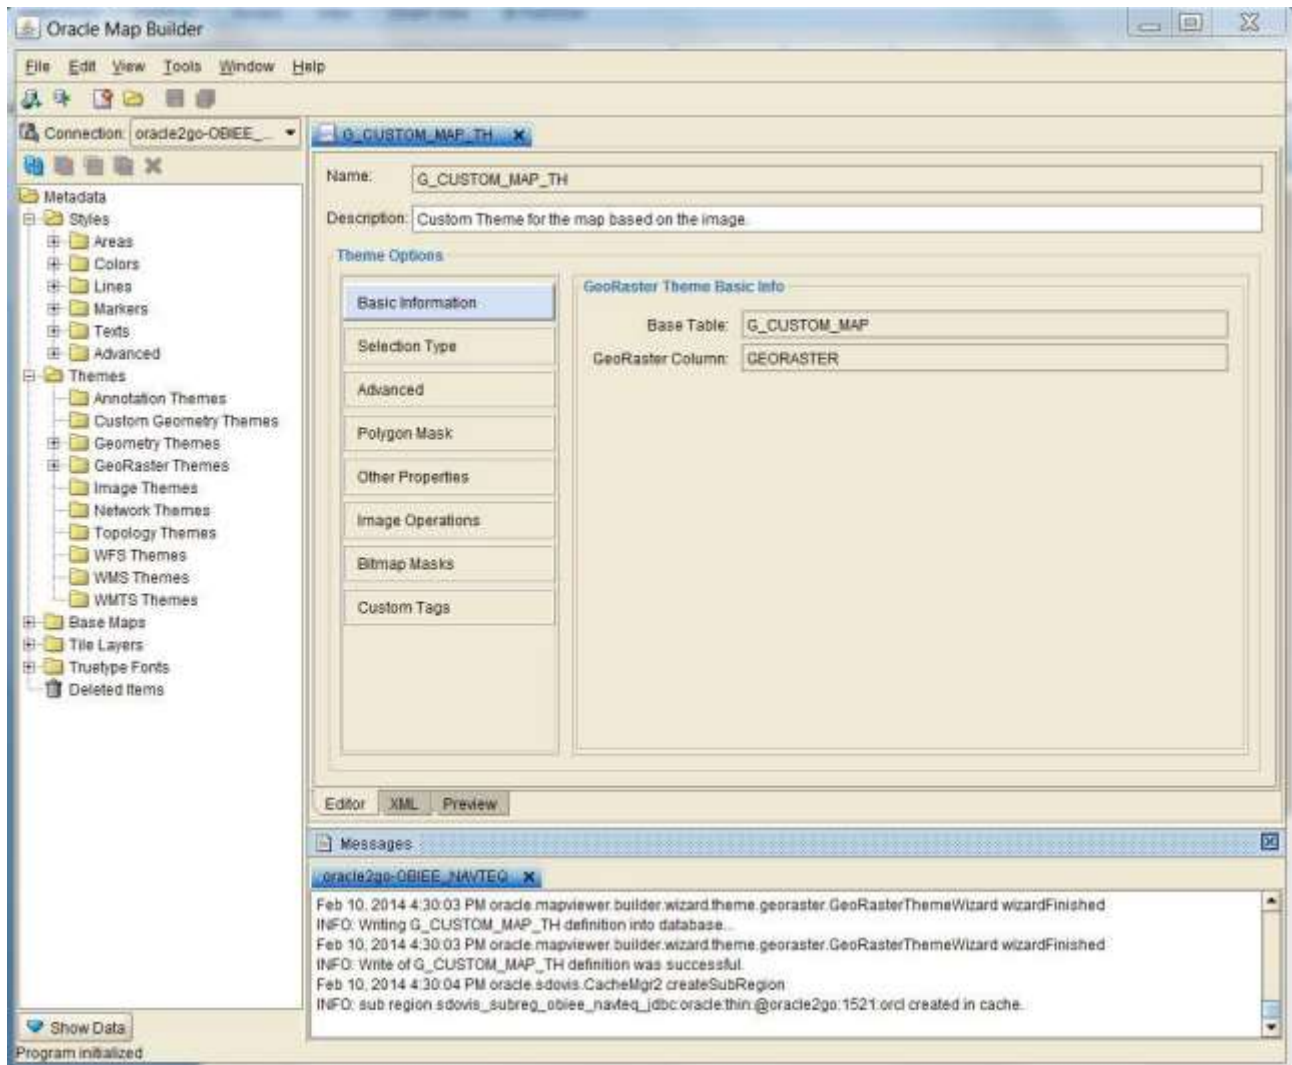 Oracle Map Builder
File Edit View Tools Window Help
Connection: oracle2go-OBIEE_...
G_CUSTOM_MAP_TH
Metadata
Styles
Areas
Colors
Lines
Markers
Texts
Advanced
Themes
Annotation Themes
Custom Geometry Themes
Geometry Themes
GeoRaster Themes
Image Themes
Network Themes
Topology Themes
WFS Themes
WMS Themes
WMTS Themes
Base Maps
Tile Layers
Truetype Fonts
Deleted Items
Show Data
Program initialized
Name: G_CUSTOM_MAP_TH
Description: Custom Theme for the map based on the image.
Theme Options
Basic Information
Selection Type
Advanced
Polygon Mask
Other Properties
Image Operations
Bitmap Masks
Custom Tags
GeoRaster Theme Basic Info
Base Table: G_CUSTOM_MAP
GeoRaster Column: GEORASTER
Editor XML Preview
Messages
oracle2go-OBIEE_NAVTEQ
Feb 10, 2014 4:30:03 PM oracle.mapviewer.builder.wizard.theme.georaster.GeoRasterThemeWizard wizardFinished
INFO: Writing G_CUSTOM_MAP_TH definition into database...
Feb 10, 2014 4:30:03 PM oracle.mapviewer.builder.wizard.theme.georaster.GeoRasterThemeWizard wizardFinished
INFO: Write of G_CUSTOM_MAP_TH definition was successful.
Feb 10, 2014 4:30:04 PM oracle.sdovis.CacheMgr2 createSubRegion
INFO: sub region sdovis_subreg_obiee_navteq_jdbc:oracle:thin:@oracle2go:1521:orcl created in cache.